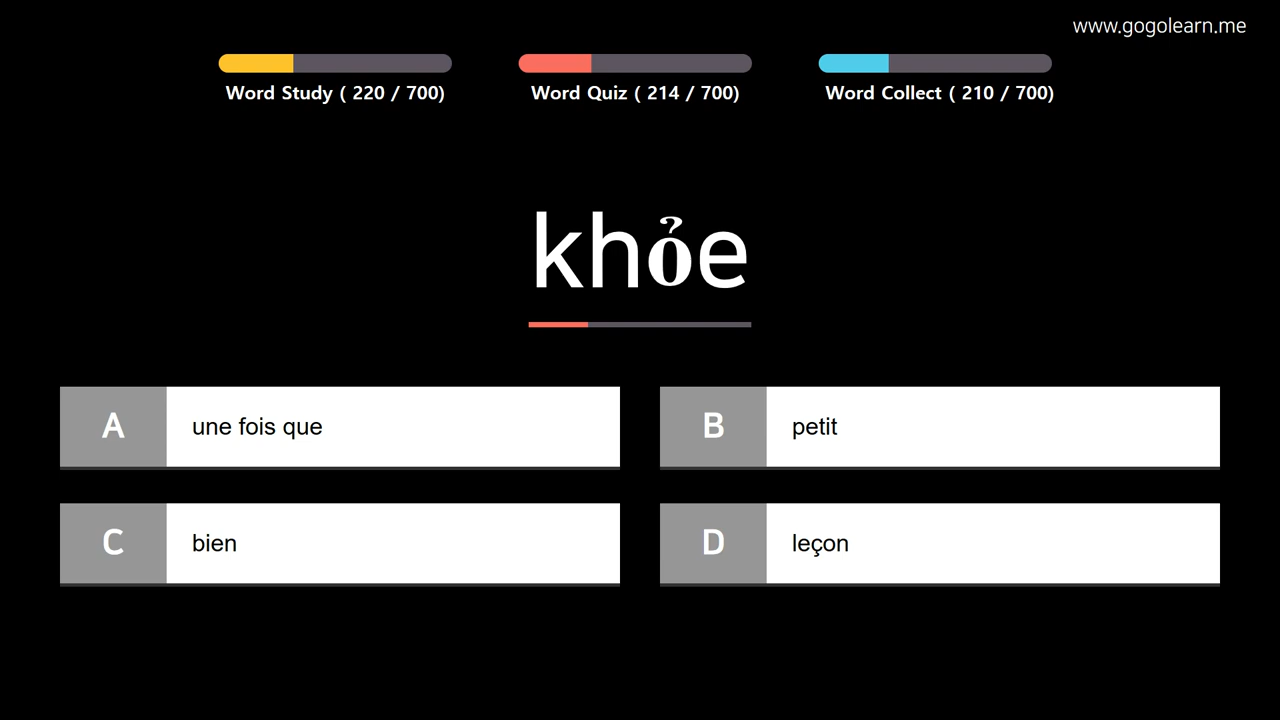 www.gogolearn.me
Word Study ( 220 / 700)
Word Quiz ( 214 / 700)
Word Collect ( 210 / 700)
khỏe
A une fois que
B petit
C bien
D leçon